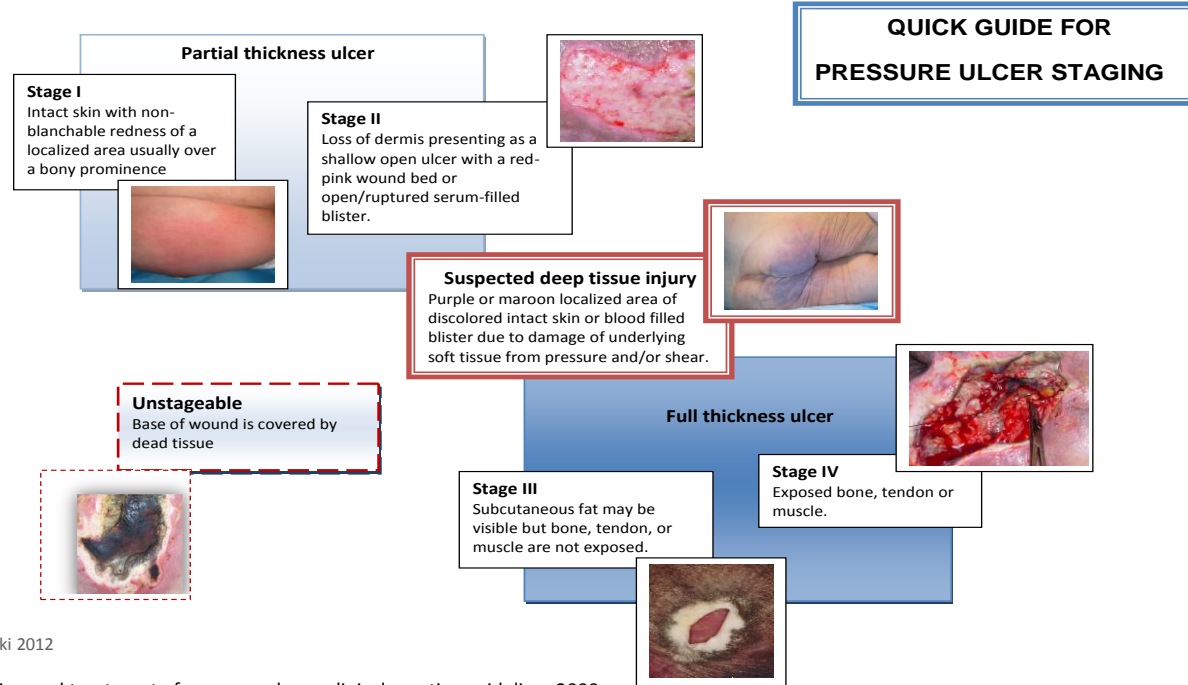 QUICK GUIDE FOR
PRESSURE ULCER STAGING
Partial thickness ulcer
Stage I
Intact skin with non-
blanchable redness of a
localized area usually over
a bony prominence
Stage II
Loss of dermis presenting as a
shallow open ulcer with a red-
pink wound bed or
open/ruptured serum-filled
blister.
Suspected deep tissue injury
Purple or maroon localized area of
discolored intact skin or blood filled
blister due to damage of underlying
soft tissue from pressure and/or shear.
Unstageable
Base of wound is covered by
dead tissue
Full thickness ulcer
Stage III
Subcutaneous fat may be
visible but bone, tendon, or
muscle are not exposed.
Stage IV
Exposed bone, tendon or
muscle.
ki 2012